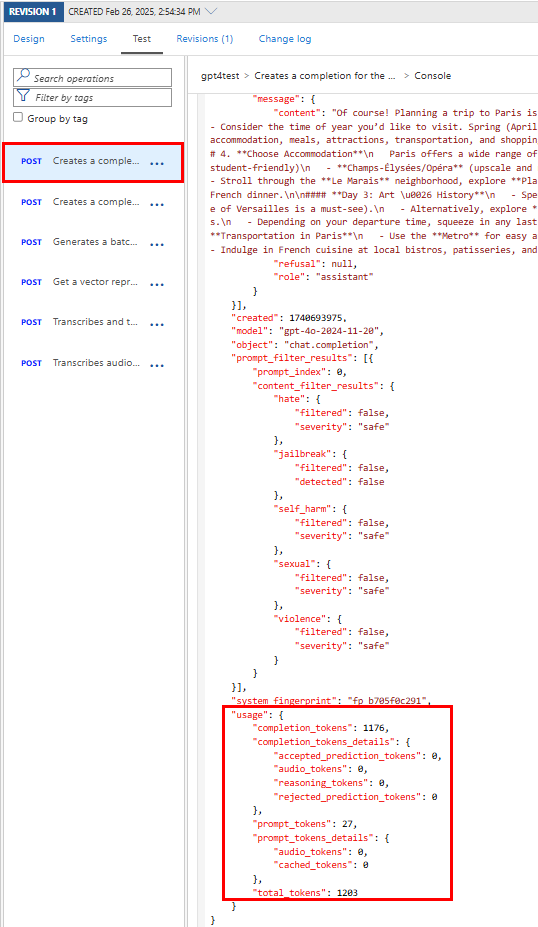 REVISION 1 CREATED Feb 26, 2025, 2:54:34 PM
Design Settings Test Revisions (1) Change log
Search operations
Filter by tags
Group by tag
POST Creates a comple... ...
POST Creates a comple... ...
POST Generates a batc... ...
POST Get a vector repr... ...
POST Transcribes and t... ...
POST Transcribes audio... ...
gpt4test > Creates a completion for the ... > Console
"message": {
"content": "Of course! Planning a trip to Paris is
- Consider the time of year you'd like to visit. Spring (April
accommodation, meals, attractions, transportation, and shoppin
# 4. **Choose Accommodation**\n Paris offers a wide range of
student-friendly)\n - **Champs-Élysées/Opéra** (upscale and
- Stroll through the **Le Marais** neighborhood, explore **Pla
French dinner.\n\n#### **Day 3: Art \u0026 History**\n - Spe
e of Versailles is a must-see).\n - Alternatively, explore *
s.\n - Depending on your departure time, squeeze in any last
**Transportation in Paris**\n - Use the **Metro** for easy a
- Indulge in French cuisine at local bistros, patisseries, and
"refusal": null,
"role": "assistant"
}
}],
"created": 1740693975,
"model": "gpt-4o-2024-11-20",
"object": "chat.completion",
"prompt_filter_results": [{
"prompt_index": 0,
"content_filter_results": {
"hate": {
"filtered": false,
"severity": "safe"
},
"jailbreak": {
"filtered": false,
"detected": false
},
"self_harm": {
"filtered": false,
"severity": "safe"
},
"sexual": {
"filtered": false,
"severity": "safe"
},
"violence": {
"filtered": false,
"severity": "safe"
}
}
}],
"system_fingerprint": "fp_b705f0c291",
"usage": {
"completion_tokens": 1176,
"completion_tokens_details": {
"accepted_prediction_tokens": 0,
"audio_tokens": 0,
"reasoning_tokens": 0,
"rejected_prediction_tokens": 0
},
"prompt_tokens": 27,
"prompt_tokens_details": {
"audio_tokens": 0,
"cached_tokens": 0
},
"total_tokens": 1203
}
}